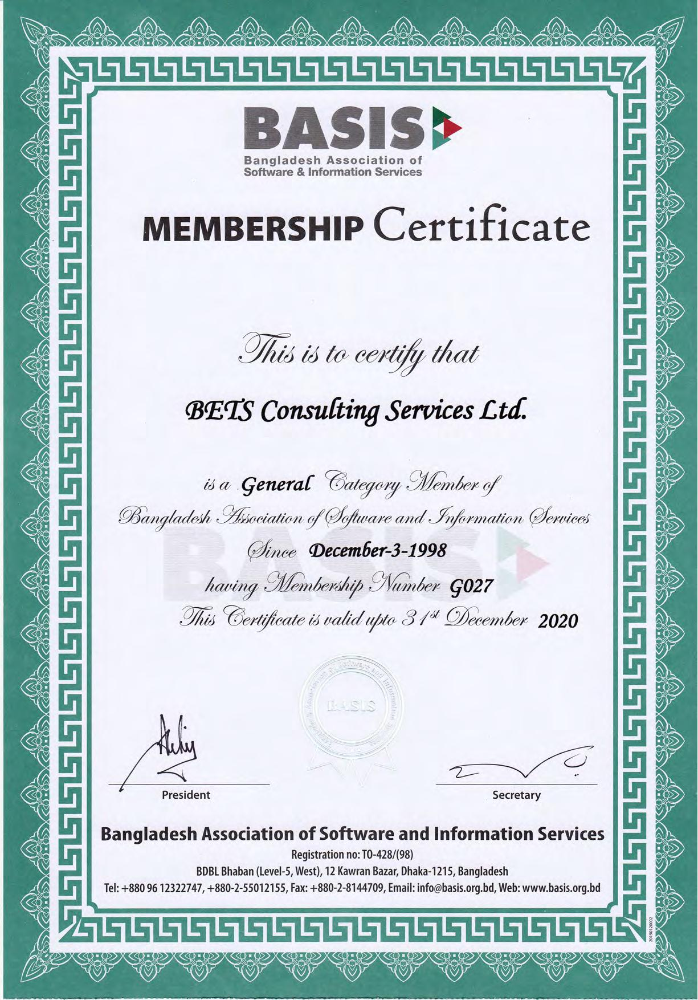 BASIS
Bangladesh Association of
Software & Information Services
MEMBERSHIP Certificate
This is to certify that
BETS Consulting Services Ltd.
is a General Category Member of
Bangladesh Association of Software and Information Services
Since December-3-1998
having Membership Number G027
This Certificate is valid upto 31st December 2020
BASIS
President
Secretary
Bangladesh Association of Software and Information Services
Registration no: TO-428/(98)
BDBL Bhaban (Level-5, West), 12 Kawran Bazar, Dhaka-1215, Bangladesh
Tel: +880 96 12322747, +880-2-55012155, Fax: +880-2-8144709, Email: info@basis.org.bd, Web: www.basis.org.bd
20190120002